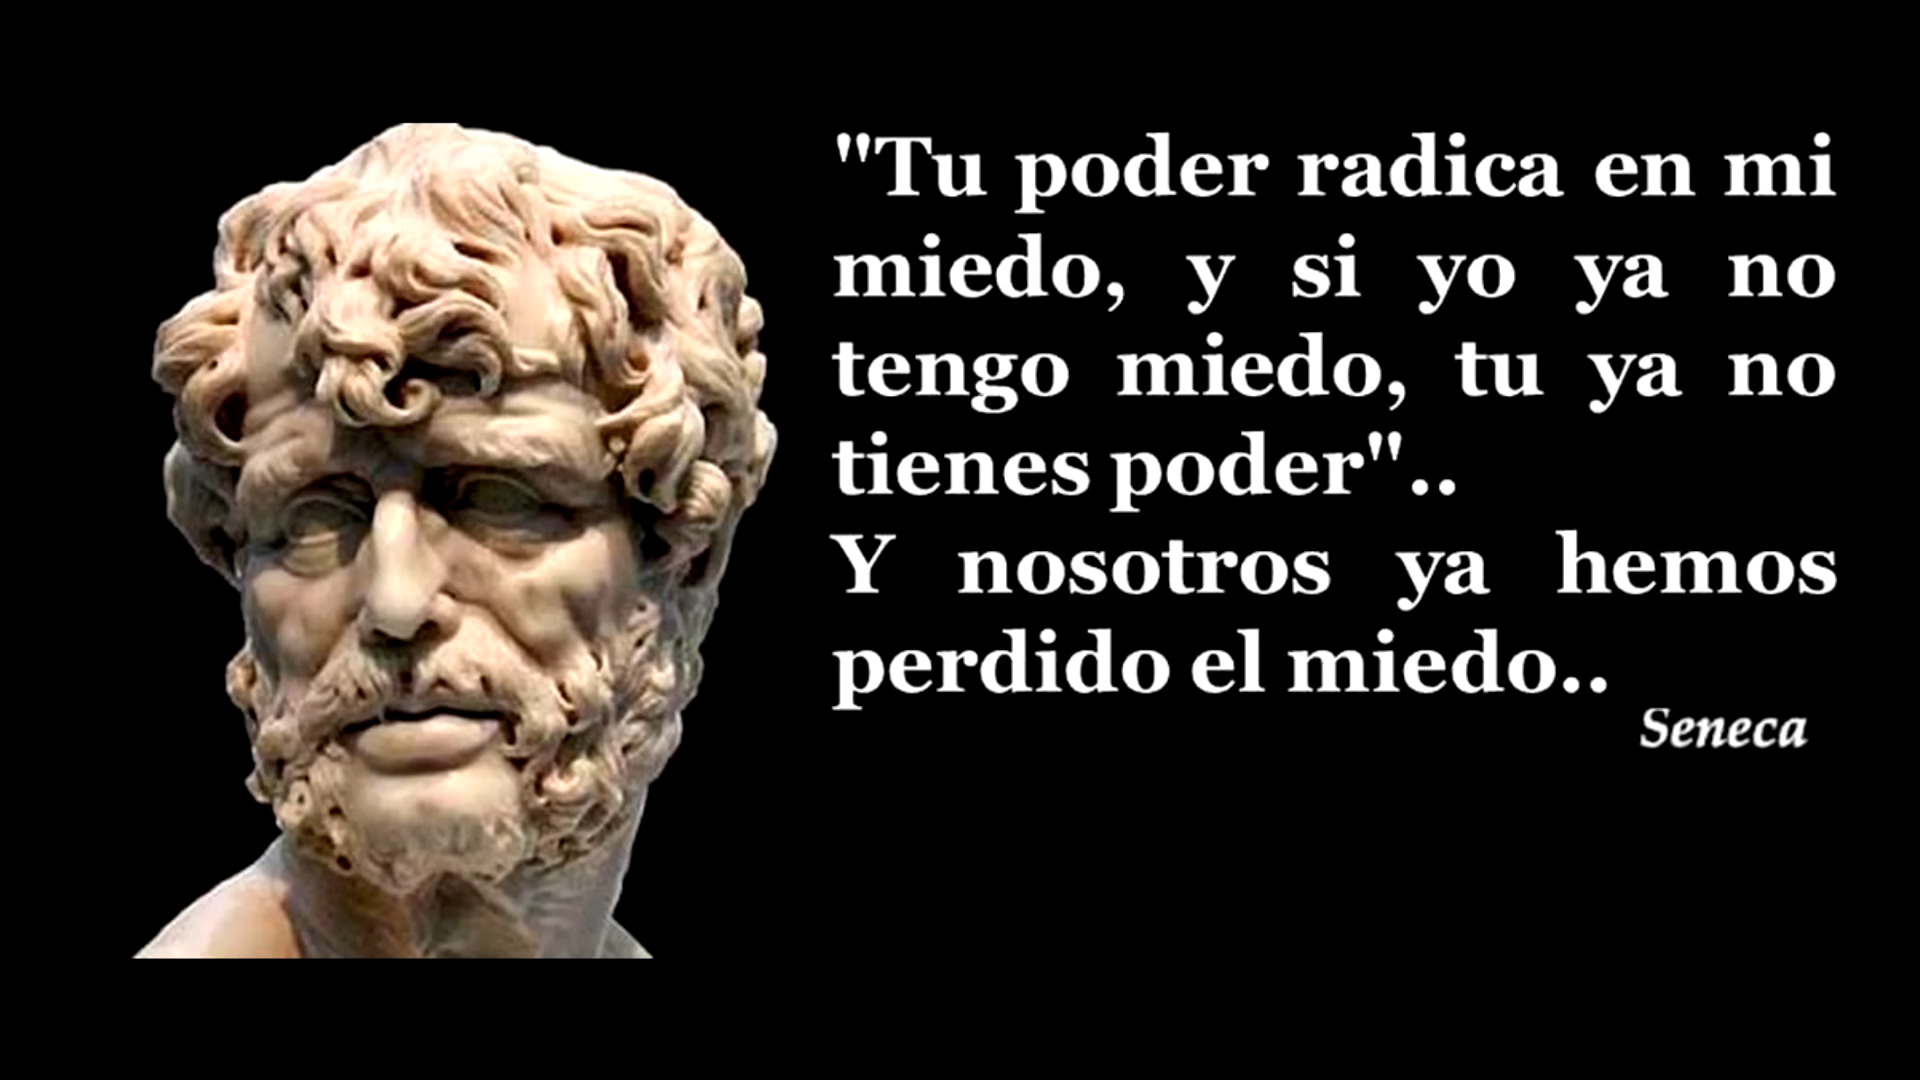 "Tu poder radica en mi
miedo, y si yo ya no
tengo miedo, tu ya no
tienes poder"..
Y nosotros ya hemos
perdido el miedo..
Seneca